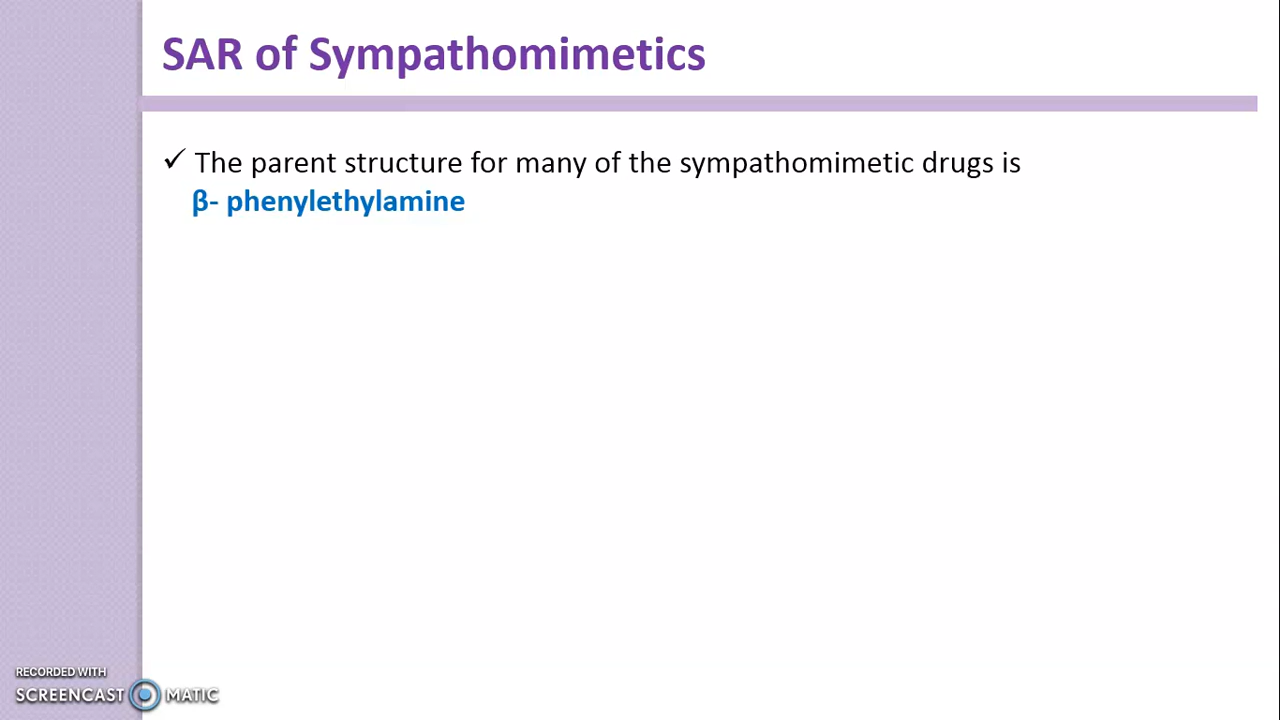 SAR of Sympathomimetics
✓ The parent structure for many of the sympathomimetic drugs is
β- phenylethylamine
RECORDED WITH
SCREENCAST MATIC